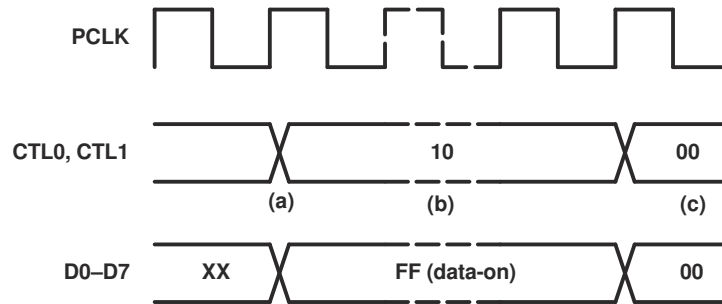 PCLK
CTL0, CTL1 10 00
(a) (b) (c)
D0–D7 XX FF (data-on) 00